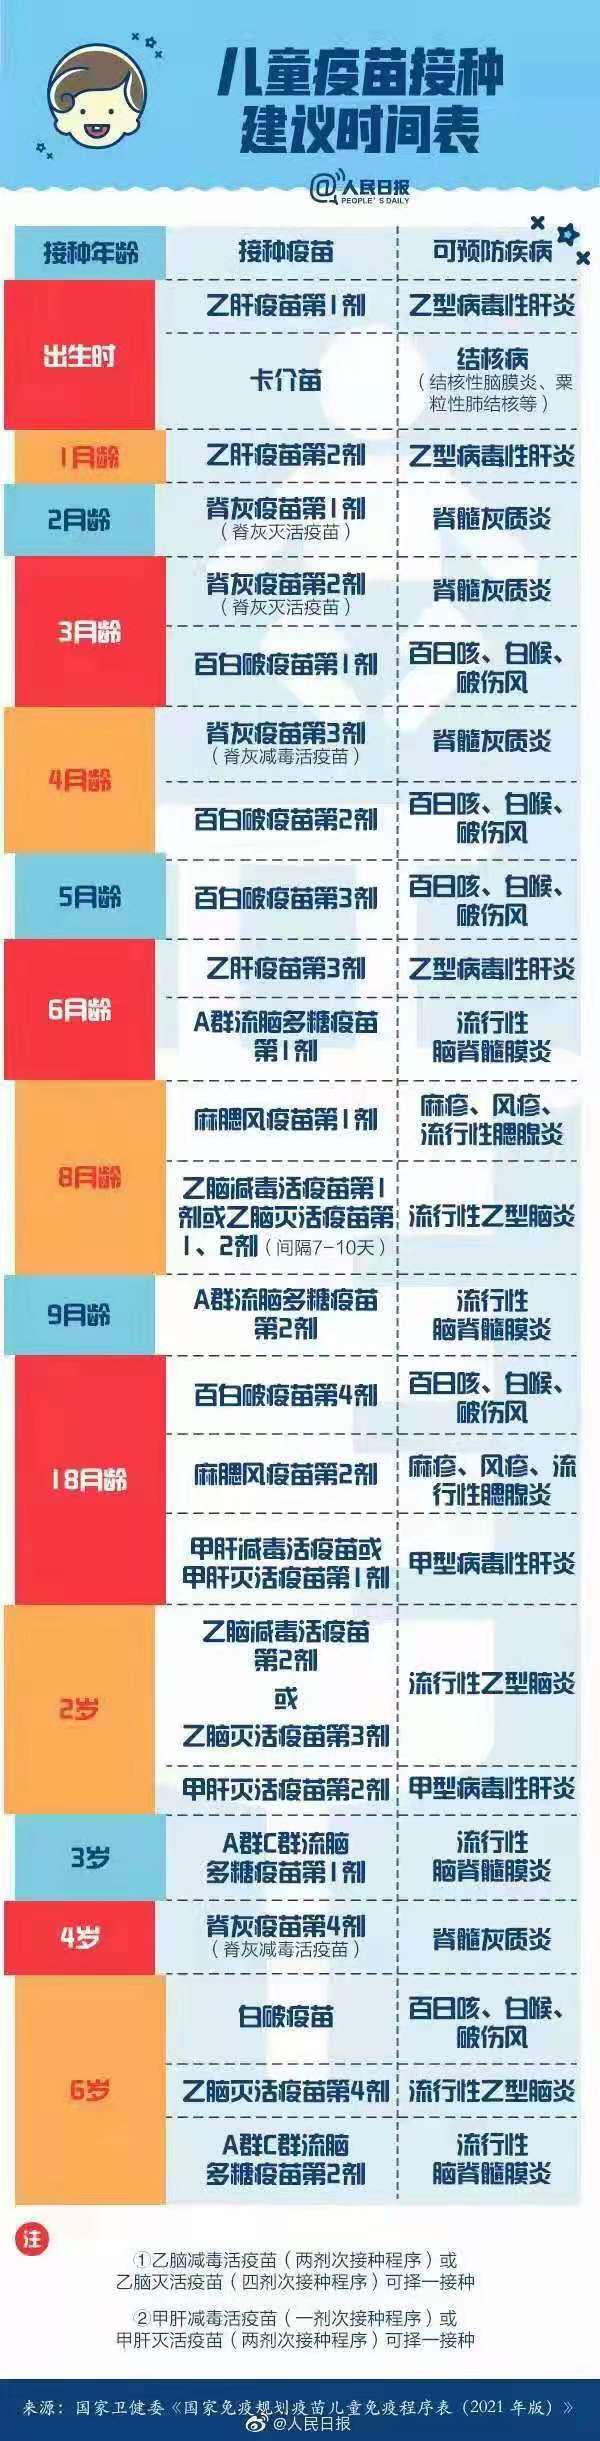 儿童疫苗接种
建议时间表
@人民日报
PEOPLE'S DAILY
接种年龄 接种疫苗 可预防疾病
出生时
乙肝疫苗第1剂 乙型病毒性肝炎
卡介苗
结核病
（结核性脑膜炎、粟
粒性肺结核等）
1月龄 乙肝疫苗第2剂 乙型病毒性肝炎
2月龄
脊灰疫苗第1剂
（脊灰灭活疫苗）
脊髓灰质炎
3月龄
脊灰疫苗第2剂
（脊灰灭活疫苗）
脊髓灰质炎
百白破疫苗第1剂
百日咳、白喉、
破伤风
4月龄
脊灰疫苗第3剂
（脊灰减毒活疫苗）
脊髓灰质炎
百白破疫苗第2剂
百日咳、白喉、
破伤风
5月龄
百白破疫苗第3剂
百日咳、白喉、
破伤风
6月龄
乙肝疫苗第3剂 乙型病毒性肝炎
A群流脑多糖疫苗
第1剂
流行性
脑脊髓膜炎
8月龄
麻腮风疫苗第1剂
麻疹、风疹、
流行性腮腺炎
乙脑减毒活疫苗第1
剂或乙脑灭活疫苗第
1、2剂（间隔7-10天）
流行性乙型脑炎
9月龄
A群流脑多糖疫苗
第2剂
流行性
脑脊髓膜炎
18月龄
百白破疫苗第4剂
百日咳、白喉、
破伤风
麻腮风疫苗第2剂
麻疹、风疹、流
行性腮腺炎
甲肝减毒活疫苗或
甲肝灭活疫苗第1剂
甲型病毒性肝炎
2岁
乙脑减毒活疫苗
第2剂
或
乙脑灭活疫苗第3剂
流行性乙型脑炎
甲肝灭活疫苗第2剂 甲型病毒性肝炎
3岁
A群C群流脑
多糖疫苗第1剂
流行性
脑脊髓膜炎
4岁
脊灰疫苗第4剂
（脊灰减毒活疫苗）
脊髓灰质炎
6岁
白破疫苗
百日咳、白喉、
破伤风
乙脑灭活疫苗第4剂 流行性乙型脑炎
A群C群流脑
多糖疫苗第2剂
流行性
脑脊髓膜炎
注
①乙脑减毒活疫苗（两剂次接种程序）或
乙脑灭活疫苗（四剂次接种程序）可择一接种
②甲肝减毒活疫苗（一剂次接种程序）或
甲肝灭活疫苗（两剂次接种程序）可择一接种
来源：国家卫健委《国家免疫规划疫苗儿童免疫程序表（2021 年版）》
@人民日报